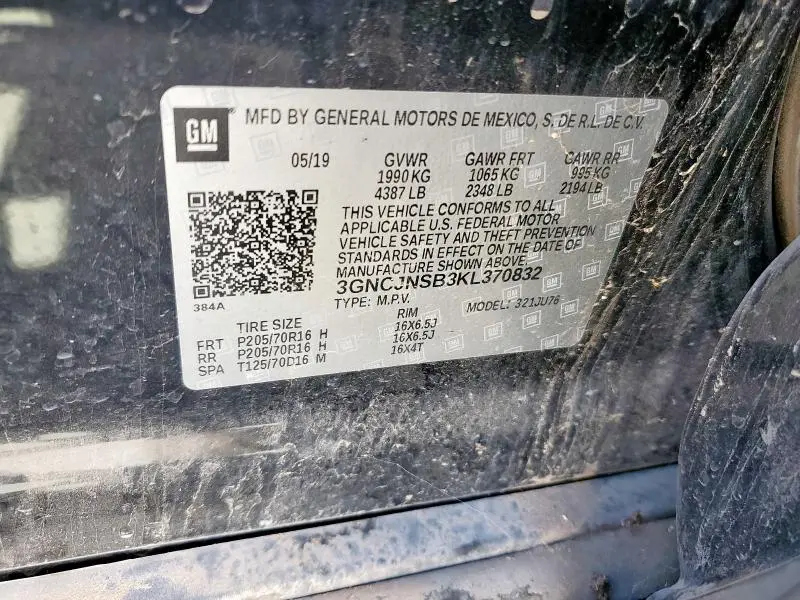 GM MFD BY GENERAL MOTORS DE MEXICO, S. DE R.L. DE C.V.
05/19 GVWR GAWR FRT GAWR RR
1990 KG 1065 KG 995 KG
4387 LB 2348 LB 2194 LB
THIS VEHICLE CONFORMS TO ALL
APPLICABLE U.S. FEDERAL MOTOR
VEHICLE SAFETY AND THEFT PREVENTION
STANDARDS IN EFFECT ON THE DATE OF
MANUFACTURE SHOWN ABOVE.
3GNCJNSB3KL370832
384A TYPE: M.P.V. MODEL: 321JU76
TIRE SIZE RIM
FRT P205/70R16 H 16X6.5J
RR P205/70R16 H 16X6.5J
SPA T125/70D16 M 16X4T